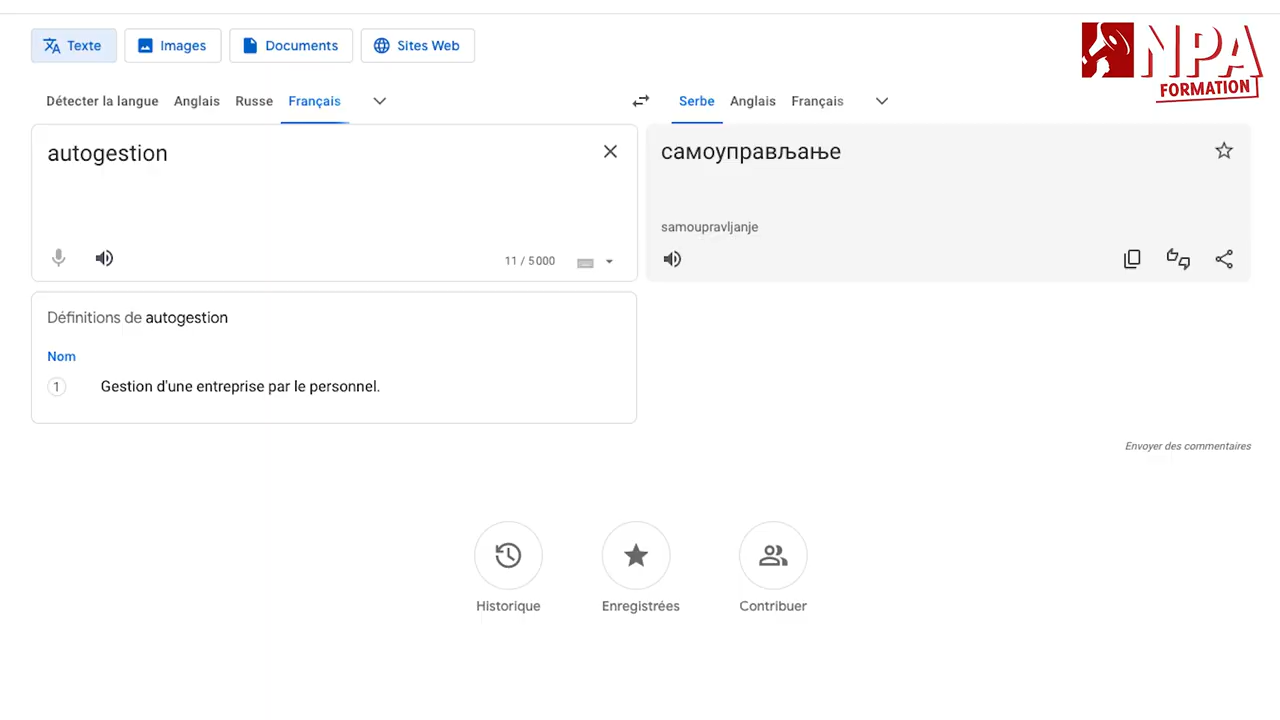 Texte Images Documents Sites Web
NPA
FORMATION
Détecter la langue Anglais Russe Français
Serbe Anglais Français
autogestion
самоуправљање
samoupravljanje
11 / 5000
Définitions de autogestion
Nom
1 Gestion d'une entreprise par le personnel.
Envoyer des commentaires
Historique Enregistrées Contribuer